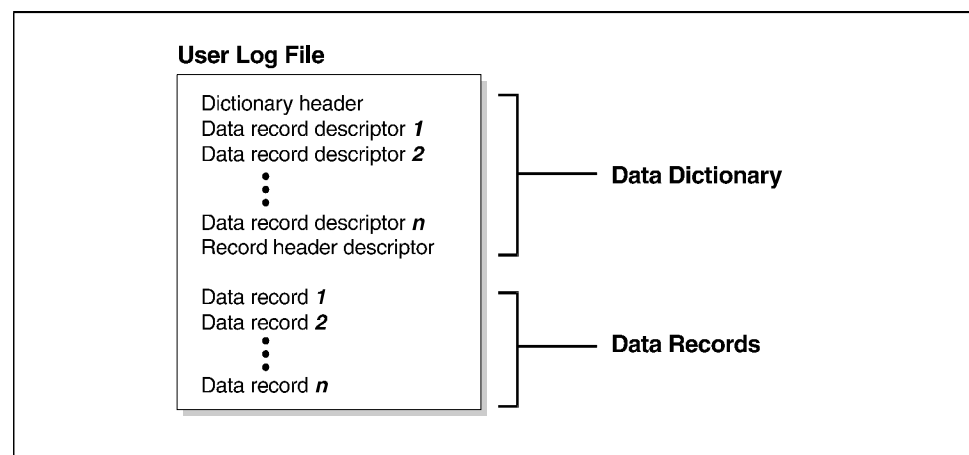 User Log File
Dictionary header
Data record descriptor 1
Data record descriptor 2
Data record descriptor n
Record header descriptor
Data Dictionary
Data record 1
Data record 2
Data record n
Data Records